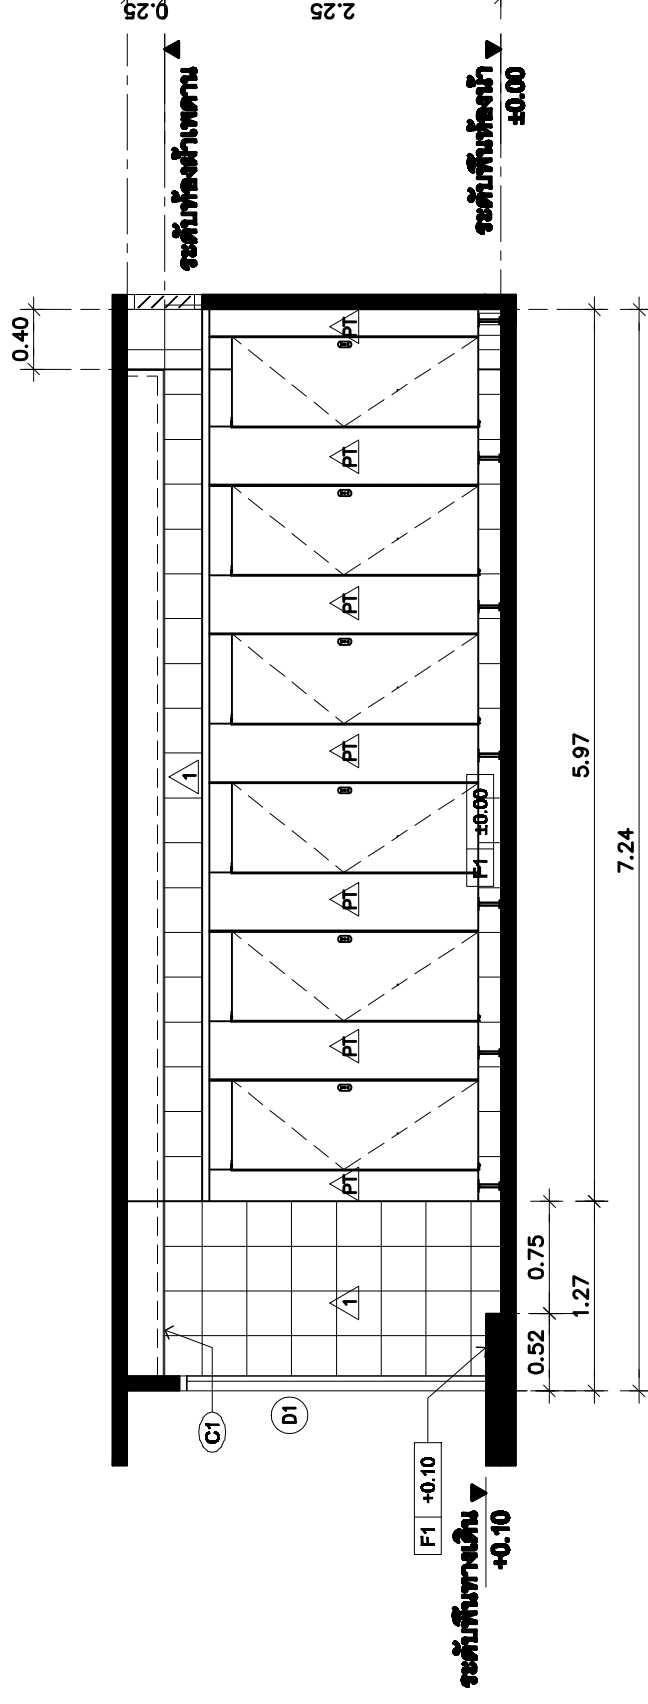 0.40
0.25
ระดับท้องฝ้าเพดาน
1
C1
D1
1
PT PT PT PT PT PT PT
2.25
F1 +0.10
F1 ±0.00
ระดับพื้นทางเดิน
+0.10
ระดับพื้นห้องน้ำ
±0.00
0.52 0.75
1.27 5.97
7.24